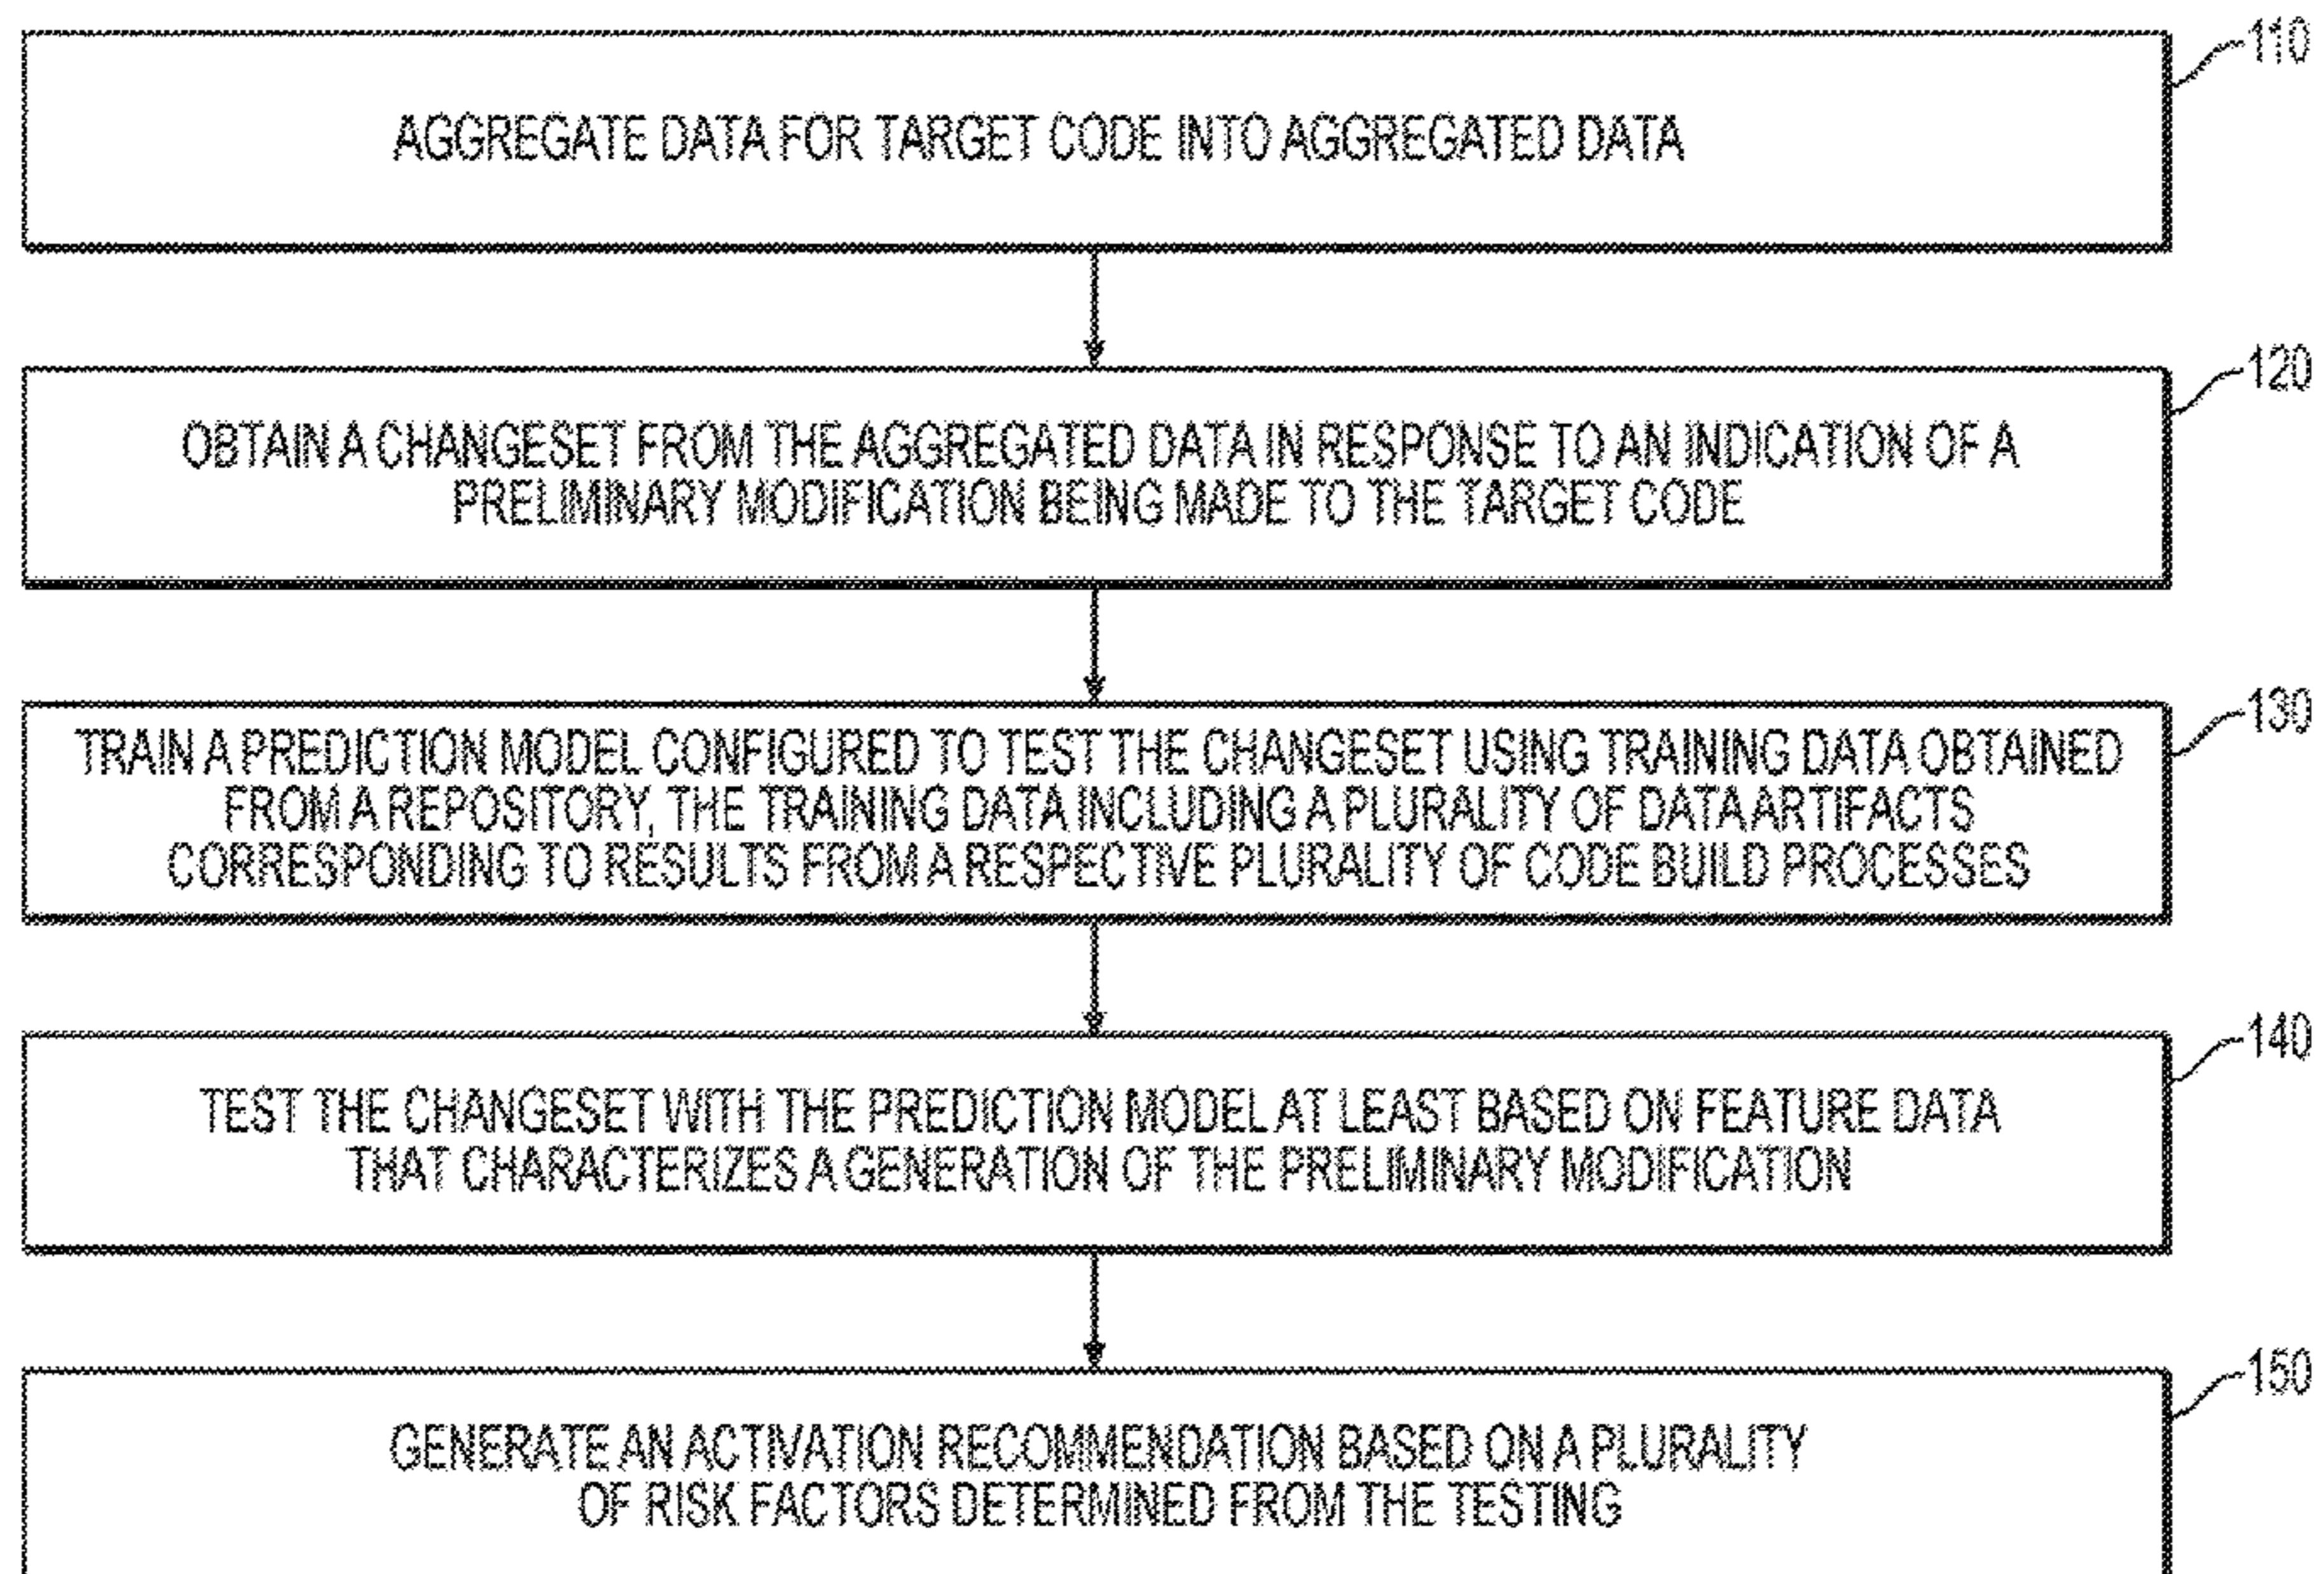 110
AGGREGATE DATA FOR TARGET CODE INTO AGGREGATED DATA
120
OBTAIN A CHANGESET FROM THE AGGREGATED DATA IN RESPONSE TO AN INDICATION OF A
PRELIMINARY MODIFICATION BEING MADE TO THE TARGET CODE
130
TRAIN A PREDICTION MODEL CONFIGURED TO TEST THE CHANGESET USING TRAINING DATA OBTAINED
FROM A REPOSITORY, THE TRAINING DATA INCLUDING A PLURALITY OF DATA ARTIFACTS
CORRESPONDING TO RESULTS FROM A RESPECTIVE PLURALITY OF CODE BUILD PROCESSES
140
TEST THE CHANGESET WITH THE PREDICTION MODEL AT LEAST BASED ON FEATURE DATA
THAT CHARACTERIZES A GENERATION OF THE PRELIMINARY MODIFICATION
150
GENERATE AN ACTIVATION RECOMMENDATION BASED ON A PLURALITY
OF RISK FACTORS DETERMINED FROM THE TESTING